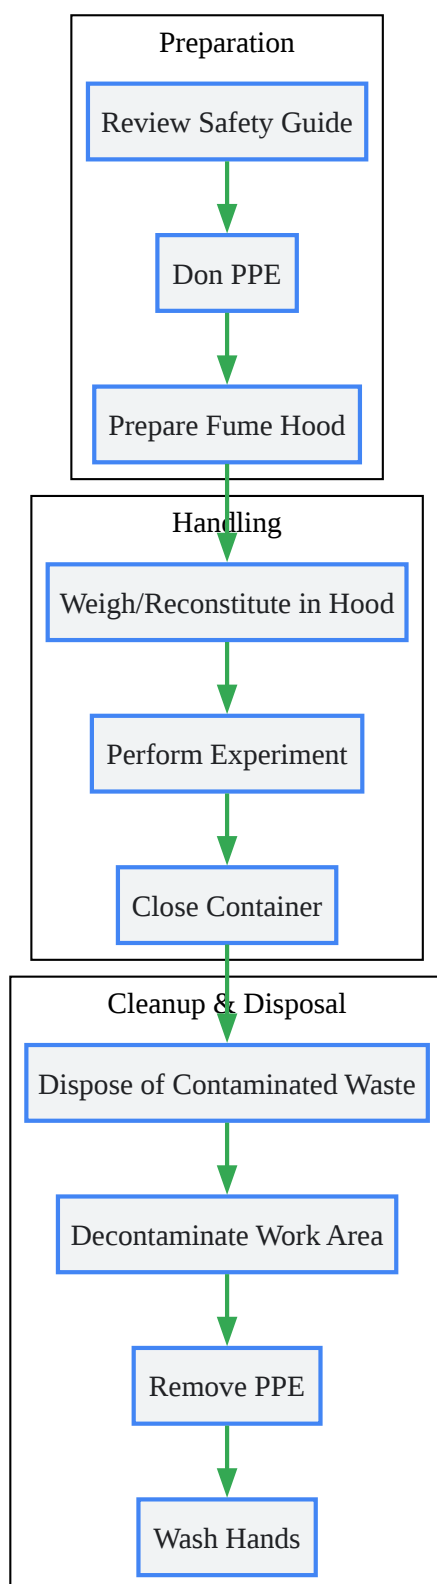 Preparation
Review Safety Guide
Don PPE
Prepare Fume Hood
Handling
Weigh/Reconstitute in Hood
Perform Experiment
Close Container
Cleanup & Disposal
Dispose of Contaminated Waste
Decontaminate Work Area
Remove PPE
Wash Hands